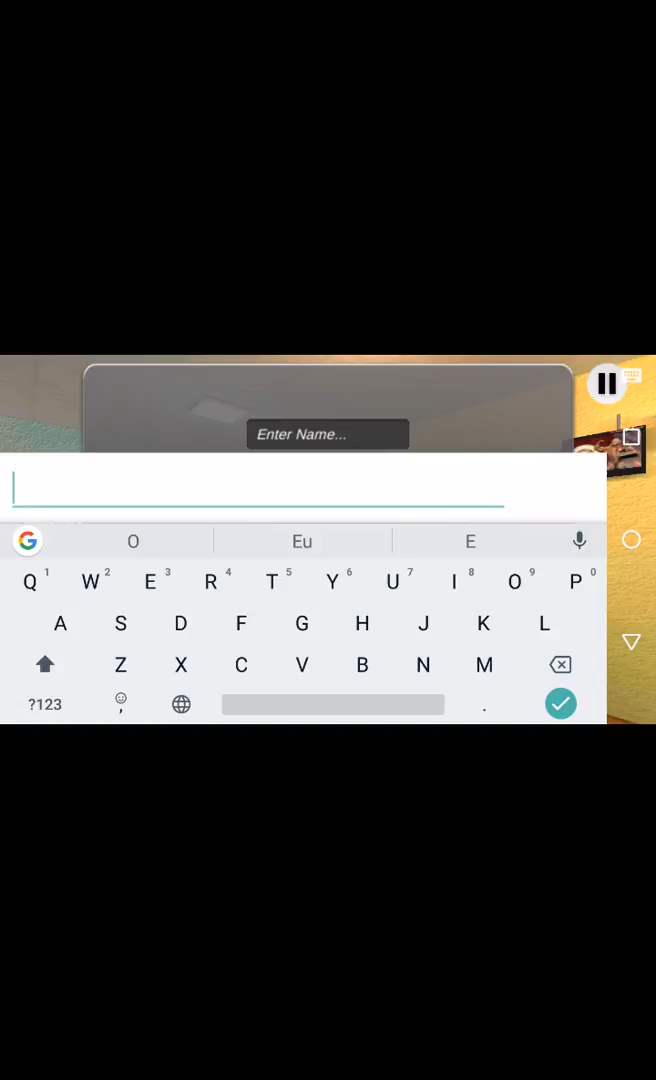 Enter Name...
O Eu E
Q 1 W 2 E 3 R 4 T 5 Y 6 U 7 I 8 O 9 P 0
A S D F G H J K L
Z X C V B N M
?123 , .